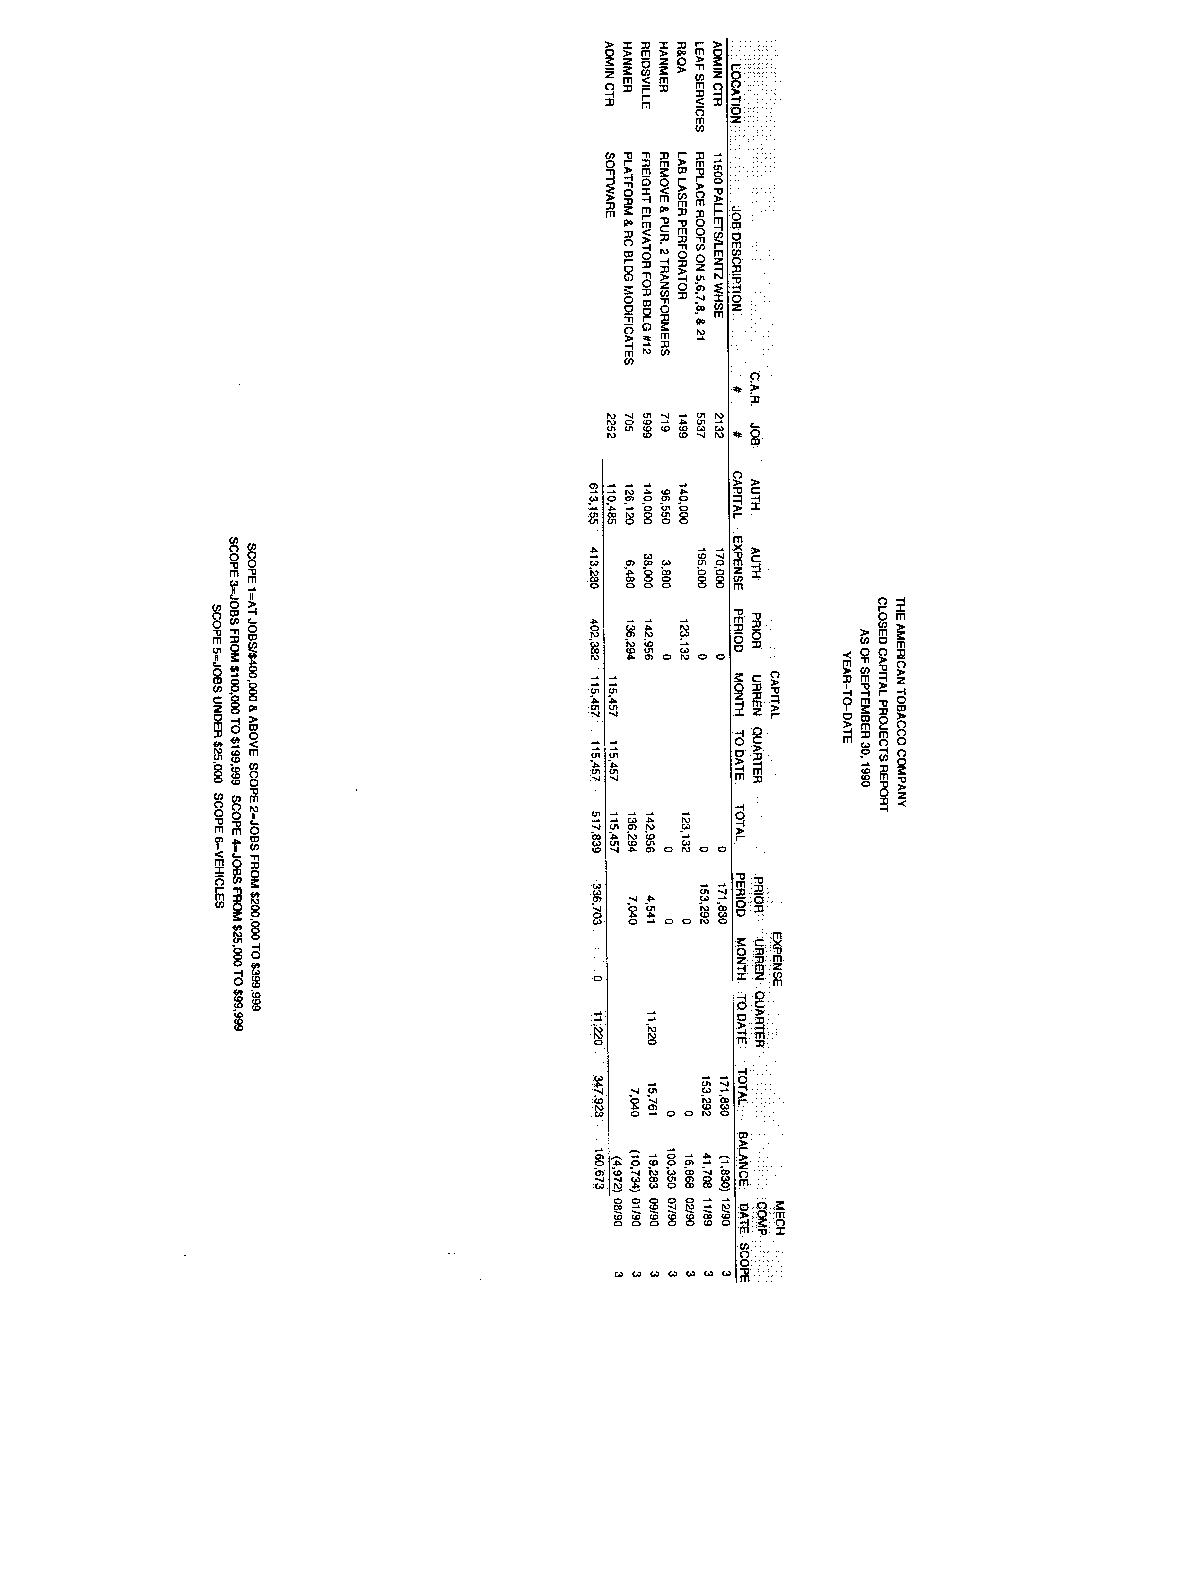 THE AMERICAN TOBACCO COMPANY
CLOSED CAPITAL PROJECTS REPORT
AS OF SEPTEMBER 30, 1990
YEAR-TO-DATE
CAPITAL EXPENSE MECH
C.A.R. JOB AUTH AUTH PRIOR URREN QUARTER PRIOR URREN QUARTER COMP
LOCATION JOB DESCRIPTION # # CAPITAL EXPENSE PERIOD MONTH TO DATE TOTAL PERIOD MONTH TO DATE TOTAL BALANCE DATE SCOPE
ADMIN CTR 11500 PALLETS/LENTZ WHSE 2132 170,000 0 0 171,830 171,830 (1,830) 12/90 3
LEAF SERVICES REPLACE ROOFS ON 5,6,7,8, & 21 5537 195,000 0 0 153,292 153,292 41,708 11/89 3
R&QA LAB LASER PERFORATOR 1499 140,000 123,132 123,132 0 0 16,868 02/90 3
HANMER REMOVE & PUR. 2 TRANSFORMERS 719 96,550 3,800 0 0 0 0 100,350 07/90 3
REIDSVILLE FREIGHT ELEVATOR FOR BDLG #12 5999 140,000 38,000 142,956 142,956 4,541 11,220 15,761 19,283 09/90 3
HANMER PLATFORM & RC BLDG MODIFICATES 705 126,120 6,480 136,294 136,294 7,040 7,040 (10,734) 01/90 3
ADMIN CTR SOFTWARE 2252 110,485 115,457 115,457 115,457 (4,972) 08/90 3
613,155 413,280 402,382 115,457 115,457 517,839 336,703 0 11,220 347,923 160,673
SCOPE 1=AT JOBS/$400,000 & ABOVE SCOPE 2=JOBS FROM $200,000 TO $399,999
SCOPE 3=JOBS FROM $100,000 TO $199,999 SCOPE 4=JOBS FROM $25,000 TO $99,999
SCOPE 5=JOBS UNDER $25,000 SCOPE 6=VEHICLES